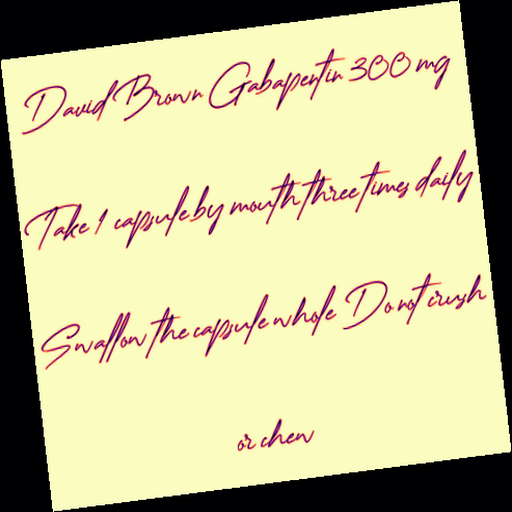 David Brown Gabapentin 300 mg
Take 1 capsule by mouth three times daily
Swallow the capsule whole Do not crush
or chew